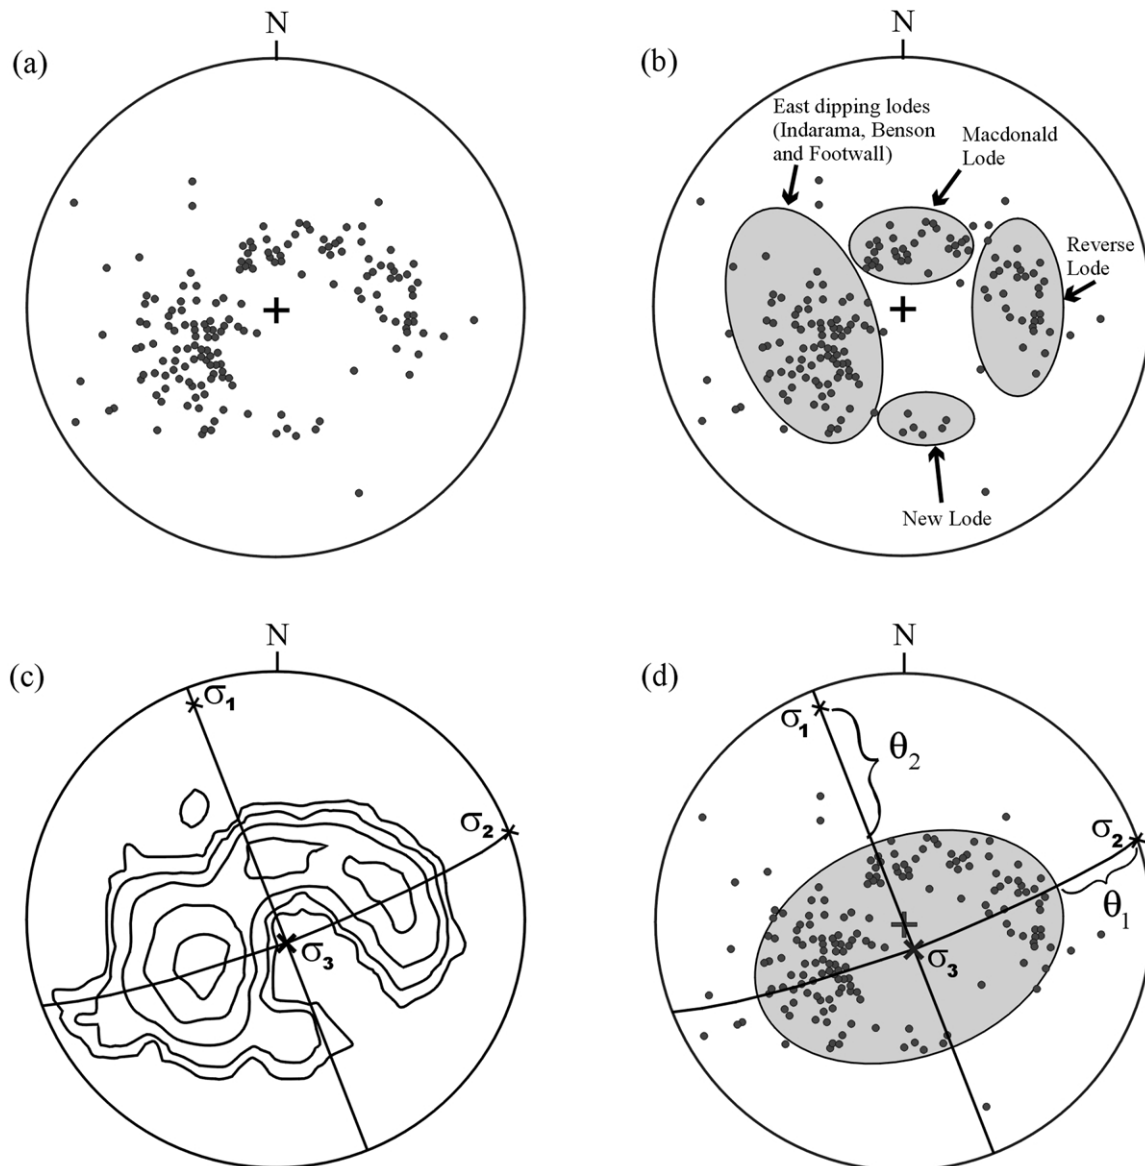 N
(a)
N
(b)
East dipping lodes
(Indarama, Benson
and Footwall)
Macdonald
Lode
Reverse
Lode
New Lode
N
(c)
σ1
σ2
σ3
N
(d)
σ1
θ2
σ2
θ1
σ3